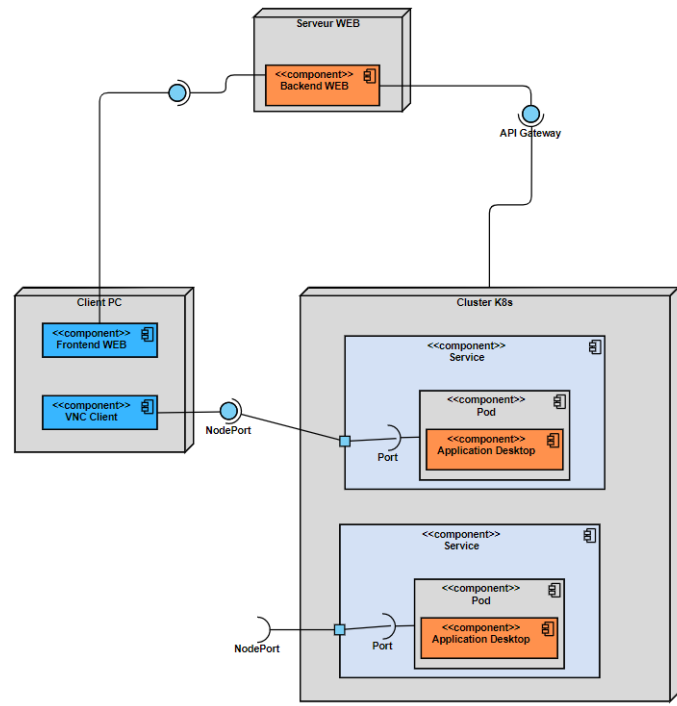 Serveur WEB
<<component>>
Backend WEB
API Gateway
Client PC
<<component>>
Frontend WEB
<<component>>
VNC Client
NodePort
Cluster K8s
<<component>>
Service
<<component>>
Pod
<<component>>
Application Desktop
Port
<<component>>
Service
<<component>>
Pod
<<component>>
Application Desktop
Port
NodePort